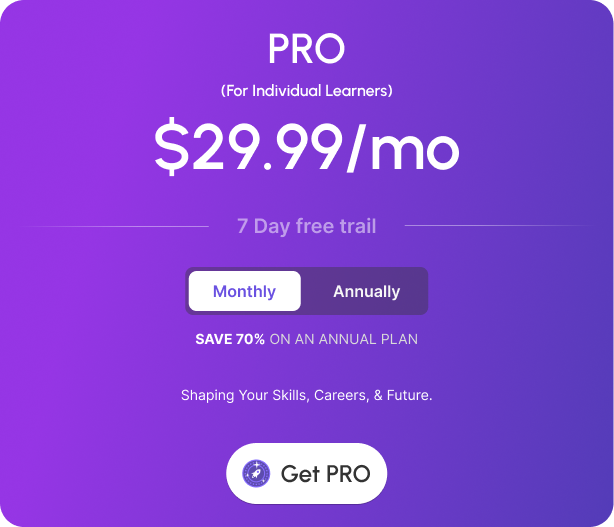 PRO
(For Individual Learners)
$29.99/mo
7 Day free trail
Monthly Annually
SAVE 70% ON AN ANNUAL PLAN
Shaping Your Skills, Careers, & Future.
Get PRO